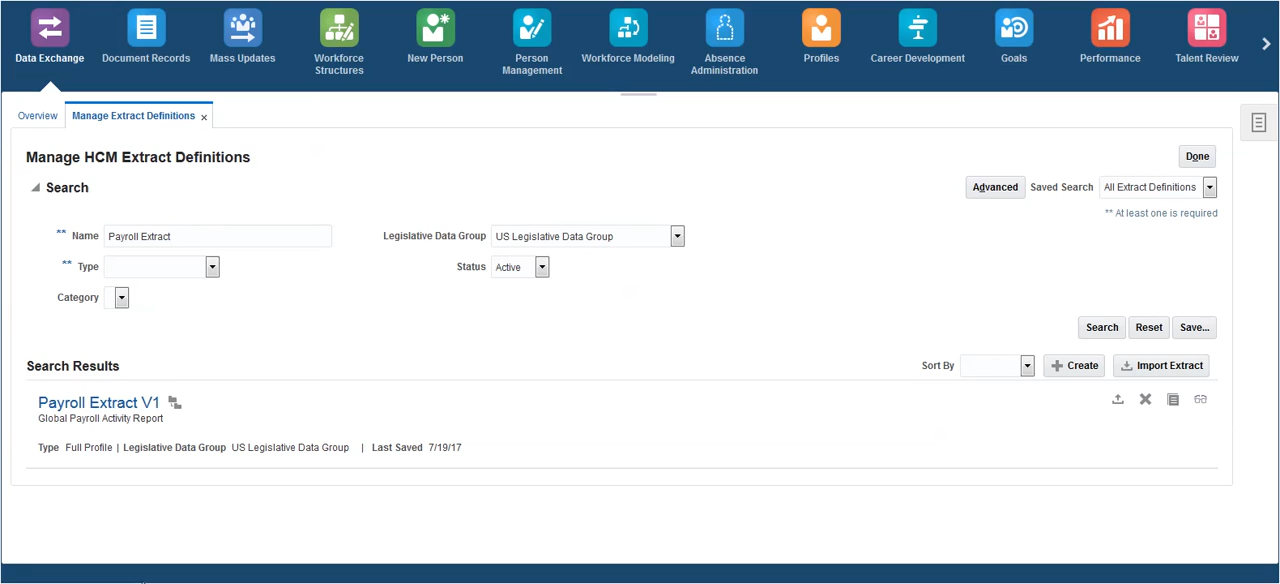 Data Exchange
Document Records
Mass Updates
Workforce
Structures
New Person
Person
Management
Workforce Modeling
Absence
Administration
Profiles
Career Development
Goals
Performance
Talent Review
Overview
Manage Extract Definitions x
Manage HCM Extract Definitions
Done
Search
Advanced Saved Search All Extract Definitions
** At least one is required
** Name Payroll Extract Legislative Data Group US Legislative Data Group
** Type Status Active
Category
Search Reset Save...
Search Results Sort By Create Import Extract
Payroll Extract V1
Global Payroll Activity Report
Type Full Profile | Legislative Data Group US Legislative Data Group | Last Saved 7/19/17